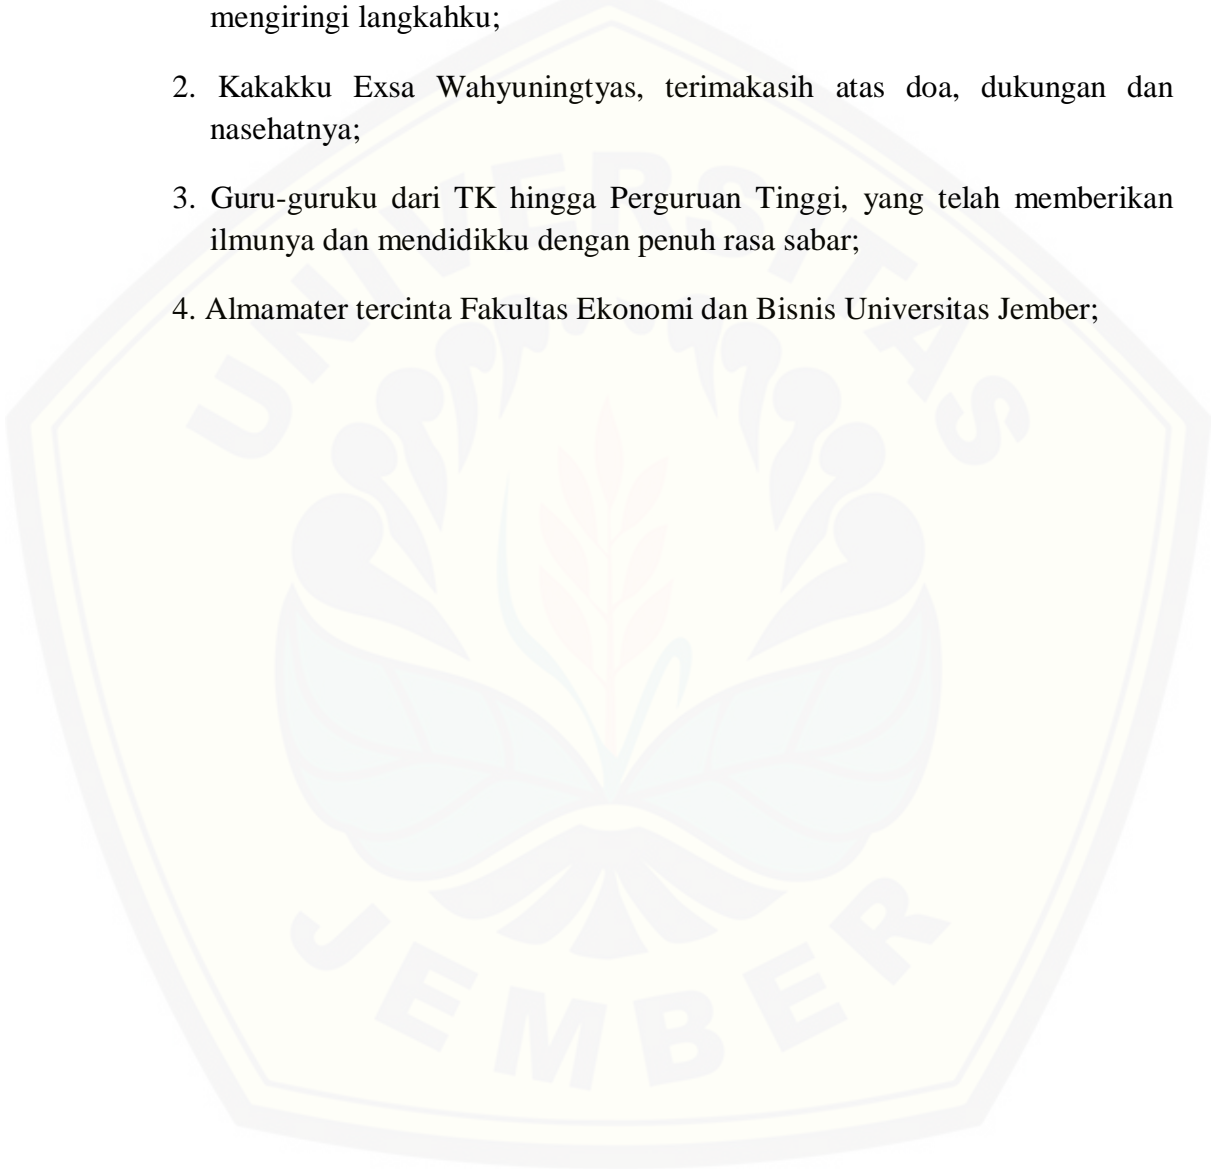 mengiringi langkahku;
2. Kakakku Exsa Wahyuningtyas, terimakasih atas doa, dukungan dan
nasehatnya;
3. Guru-guruku dari TK hingga Perguruan Tinggi, yang telah memberikan
ilmunya dan mendidikku dengan penuh rasa sabar;
4. Almamater tercinta Fakultas Ekonomi dan Bisnis Universitas Jember;
UNIVERSITAS
JEMBER